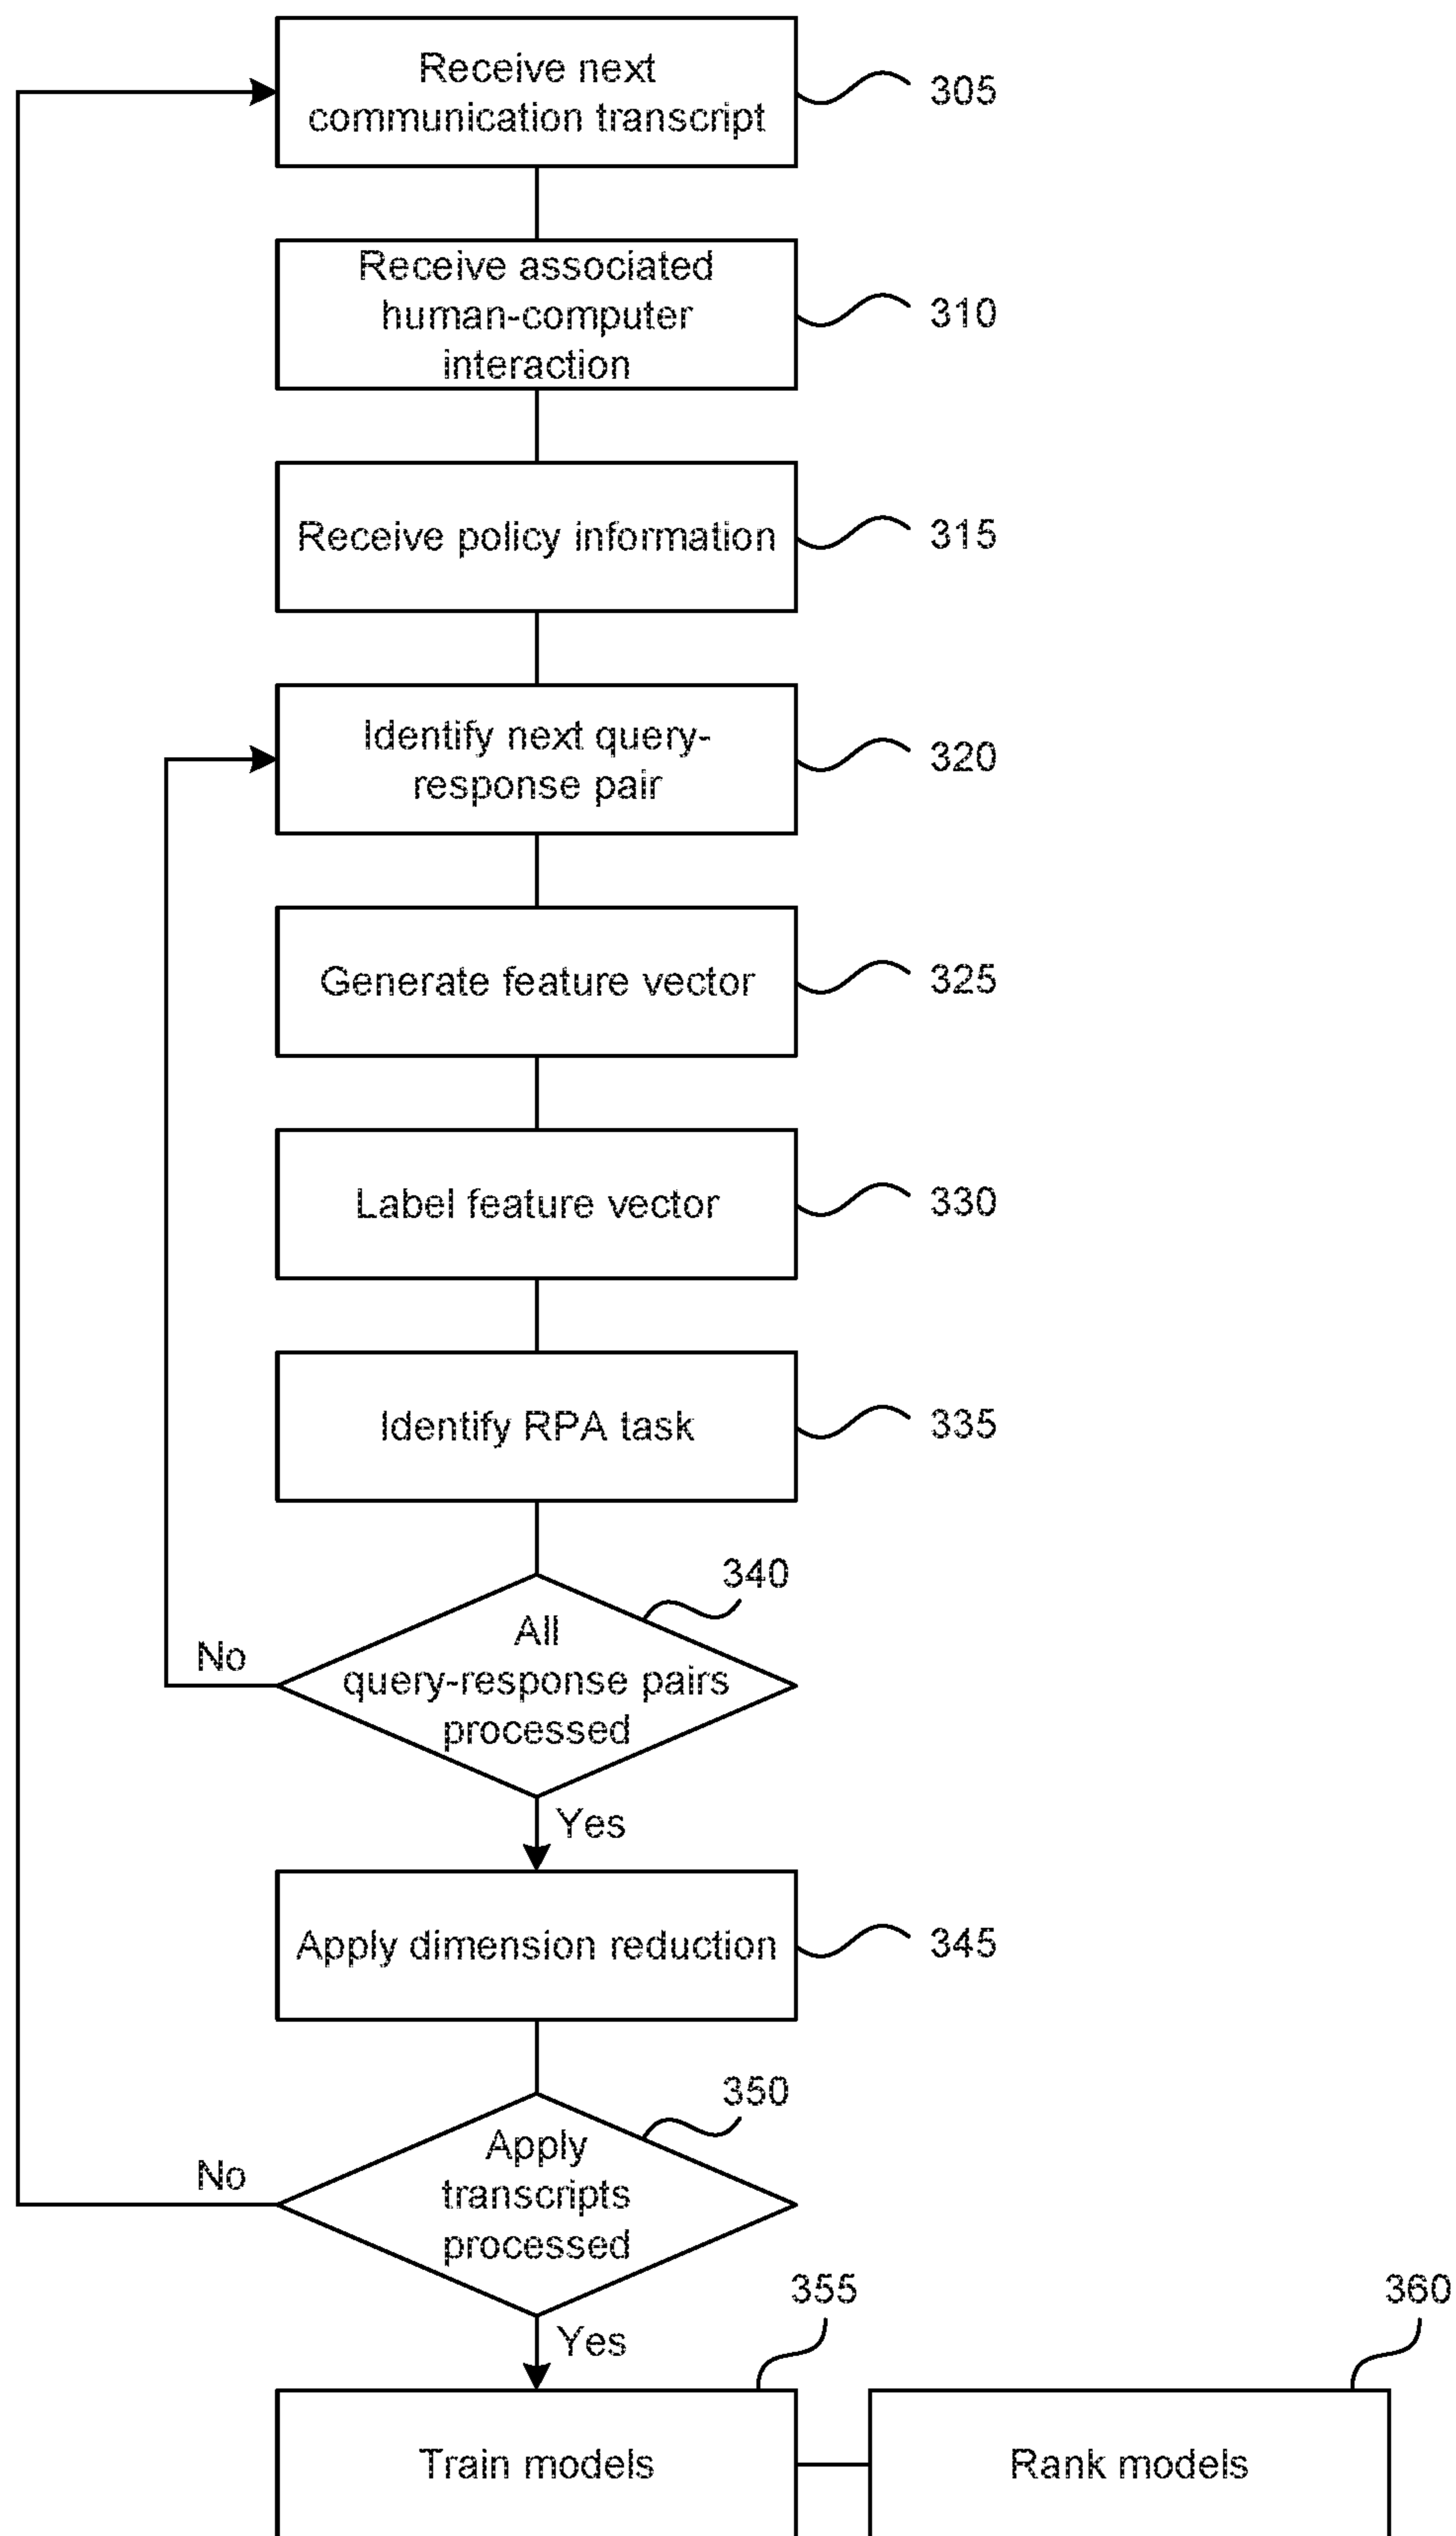 Receive next
communication transcript
305
Receive associated
human-computer
interaction
310
Receive policy information
315
Identify next query-
response pair
320
Generate feature vector
325
Label feature vector
330
Identify RPA task
335
340
All
query-response pairs
processed
No
Yes
Apply dimension reduction
345
350
Apply
transcripts
processed
No
Yes
355
360
Train models
Rank models